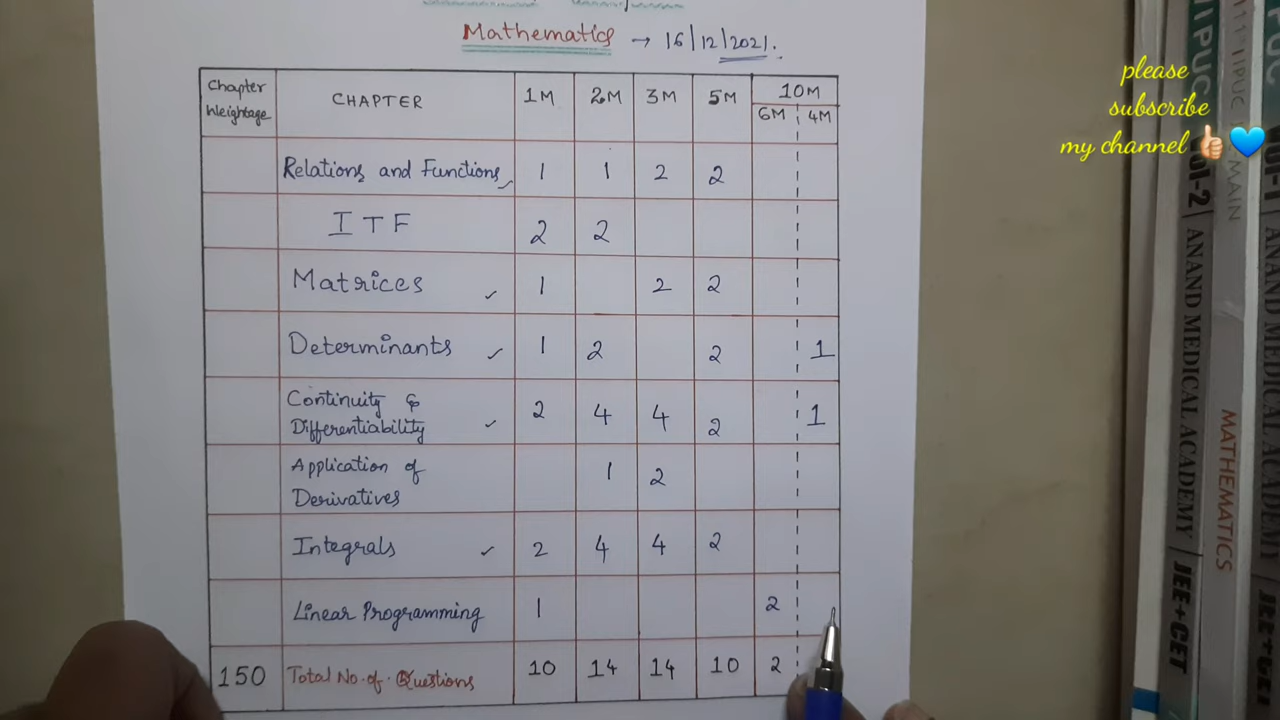 Mathematics → 16/12/2021.
Chapter Weightage | CHAPTER | 1M | 2M | 3M | 5M | 10M
6M | 4M
Relations and Functions | 1 | 1 | 2 | 2
ITF | 2 | 2
Matrices | 1 | 2 | 2
Determinants | 1 | 2 | 2 | 1
Continuity & Differentiability | 2 | 4 | 4 | 2 | 1
Application of Derivatives | 1 | 2
Integrals | 2 | 4 | 4 | 2
Linear Programming | 1 | 2
150 | Total No. of. Questions | 10 | 14 | 14 | 10 | 2
please
subscribe
my channel 👍🏻💙
ANAND MEDICAL ACADEMY
JEE+CET
MAIN
MATHEMATICS
ANAND MEDICAL ACADEMY